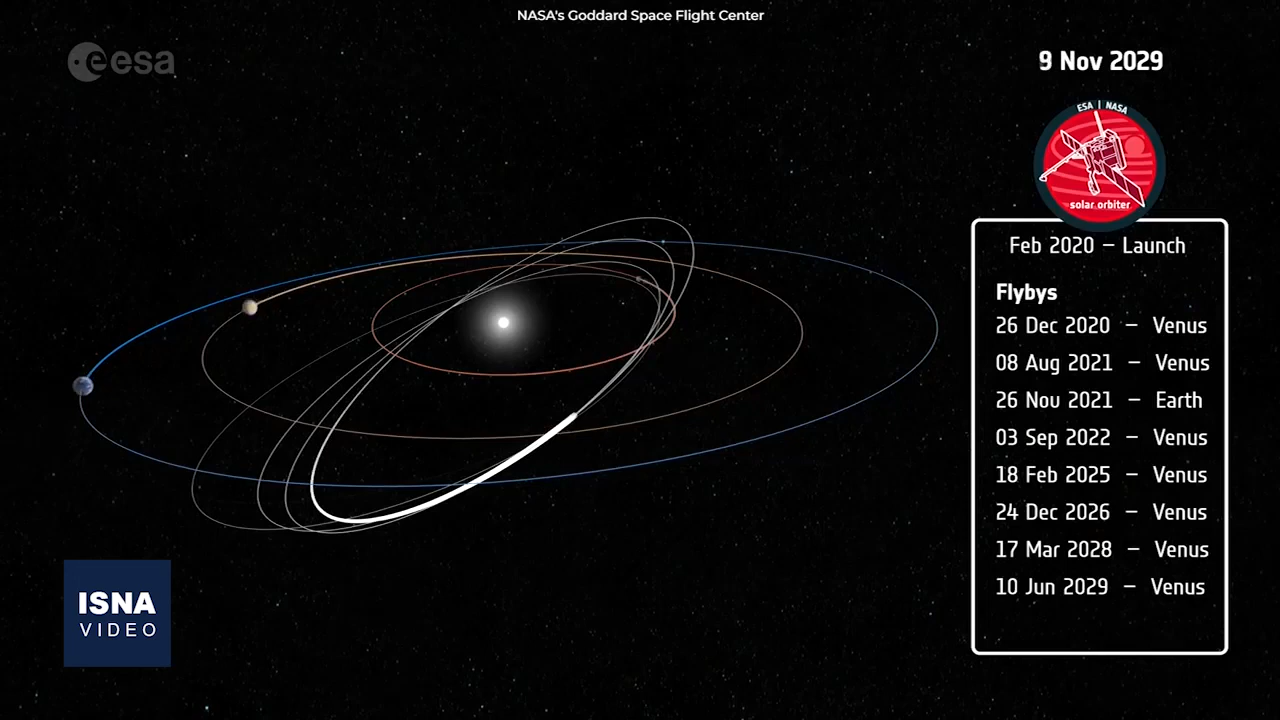 NASA's Goddard Space Flight Center
esa
9 Nov 2029
ESA | NASA
solar orbiter
Feb 2020 – Launch
Flybys
26 Dec 2020 – Venus
08 Aug 2021 – Venus
26 Nov 2021 – Earth
03 Sep 2022 – Venus
18 Feb 2025 – Venus
24 Dec 2026 – Venus
17 Mar 2028 – Venus
10 Jun 2029 – Venus
ISNA
VIDEO